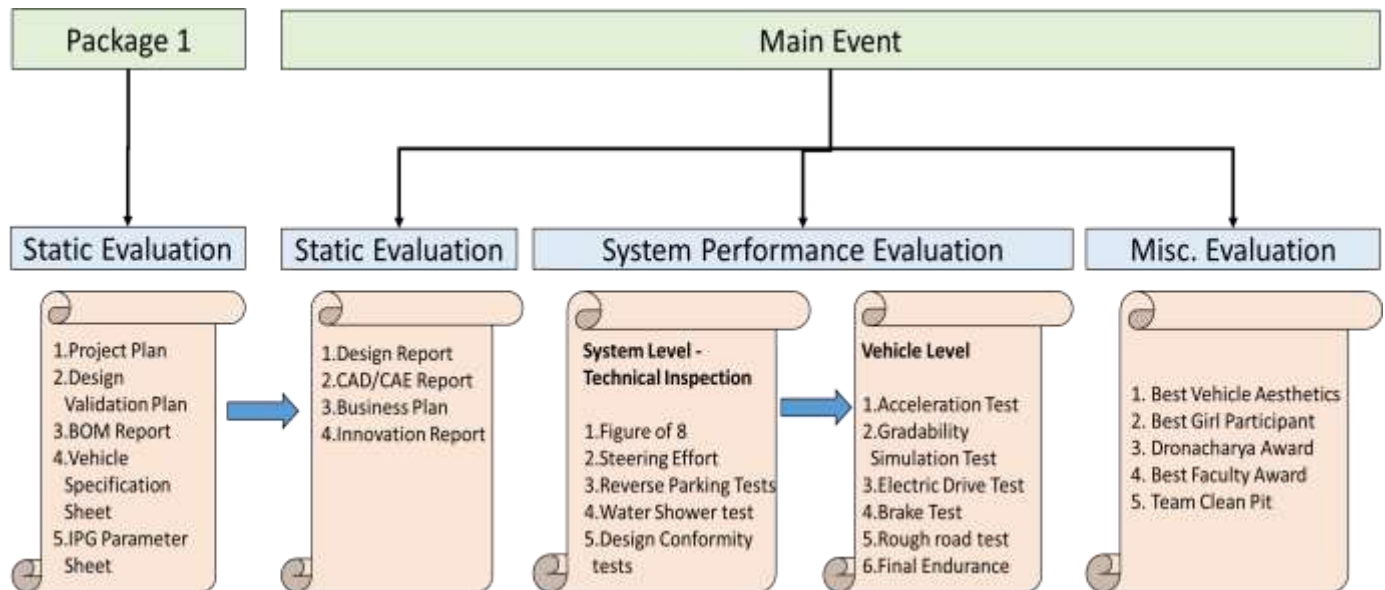 Package 1
Main Event
Static Evaluation
Static Evaluation
System Performance Evaluation
Misc. Evaluation
1.Project Plan
2.Design
Validation Plan
3.BOM Report
4.Vehicle
Specification
Sheet
5.IPG Parameter
Sheet
1.Design Report
2.CAD/CAE Report
3.Business Plan
4.Innovation Report
System Level -
Technical Inspection
1.Figure of 8
2.Steering Effort
3.Reverse Parking Tests
4.Water Shower test
5.Design Conformity
tests
Vehicle Level
1.Acceleration Test
2.Gradability
Simulation Test
3.Electric Drive Test
4.Brake Test
5.Rough road test
6.Final Endurance
1. Best Vehicle Aesthetics
2. Best Girl Participant
3. Dronacharya Award
4. Best Faculty Award
5. Team Clean Pit